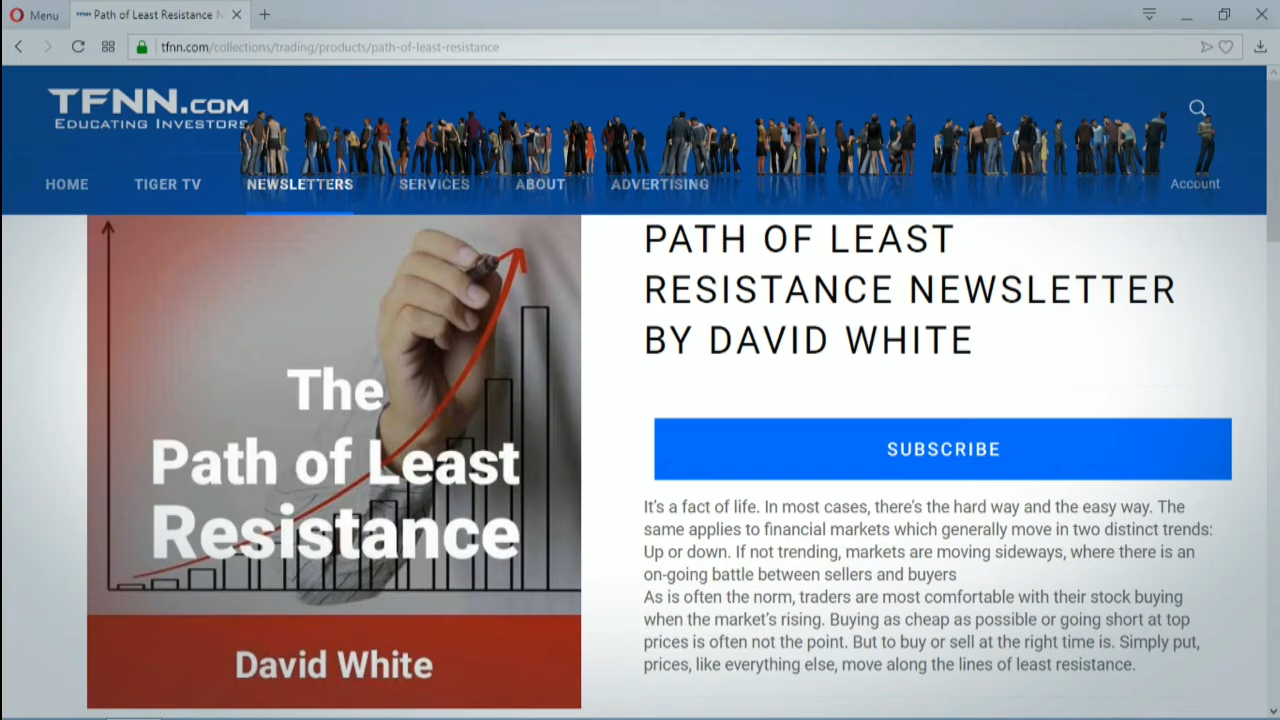 Menu
Path of Least Resistance N
tfnn.com/collections/trading/products/path-of-least-resistance
TFNN.COM
EDUCATING INVESTORS
HOME
TIGER TV
NEWSLETTERS
SERVICES
ABOUT
ADVERTISING
Account
The
Path of Least
Resistance
David White
PATH OF LEAST
RESISTANCE NEWSLETTER
BY DAVID WHITE
SUBSCRIBE
It's a fact of life. In most cases, there's the hard way and the easy way. The
same applies to financial markets which generally move in two distinct trends:
Up or down. If not trending, markets are moving sideways, where there is an
on-going battle between sellers and buyers
As is often the norm, traders are most comfortable with their stock buying
when the market's rising. Buying as cheap as possible or going short at top
prices is often not the point. But to buy or sell at the right time is. Simply put,
prices, like everything else, move along the lines of least resistance.